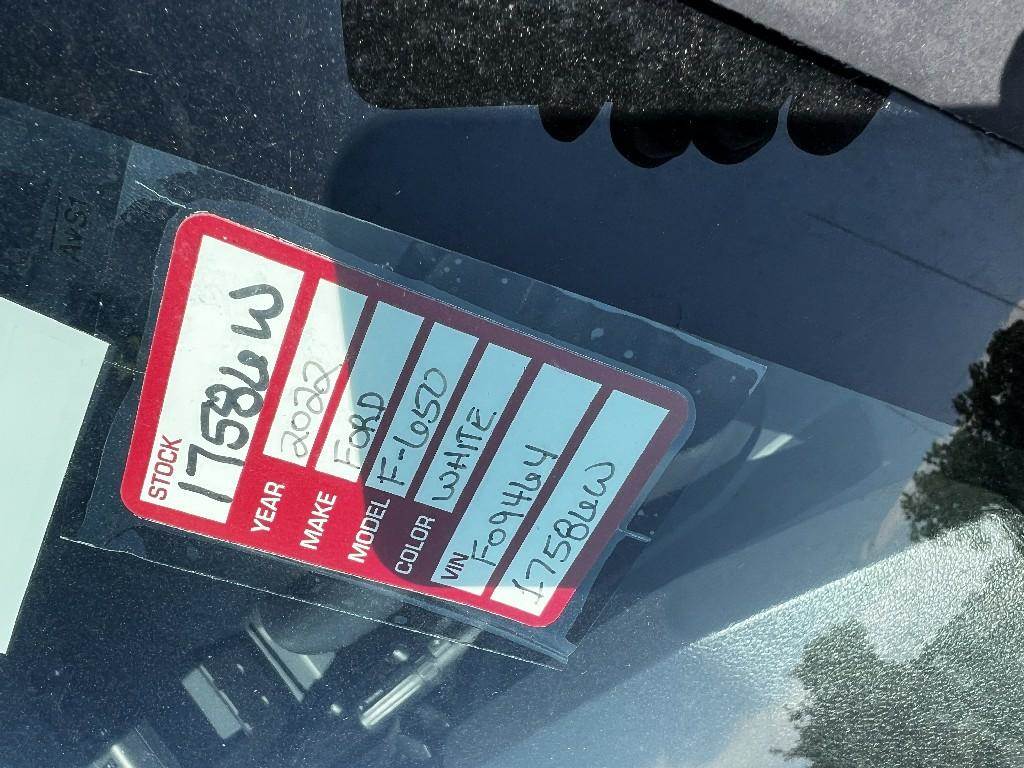 STOCK 17586W
YEAR 2022
MAKE FORD
MODEL F-650
COLOR WHITE
VIN F09464
17586W